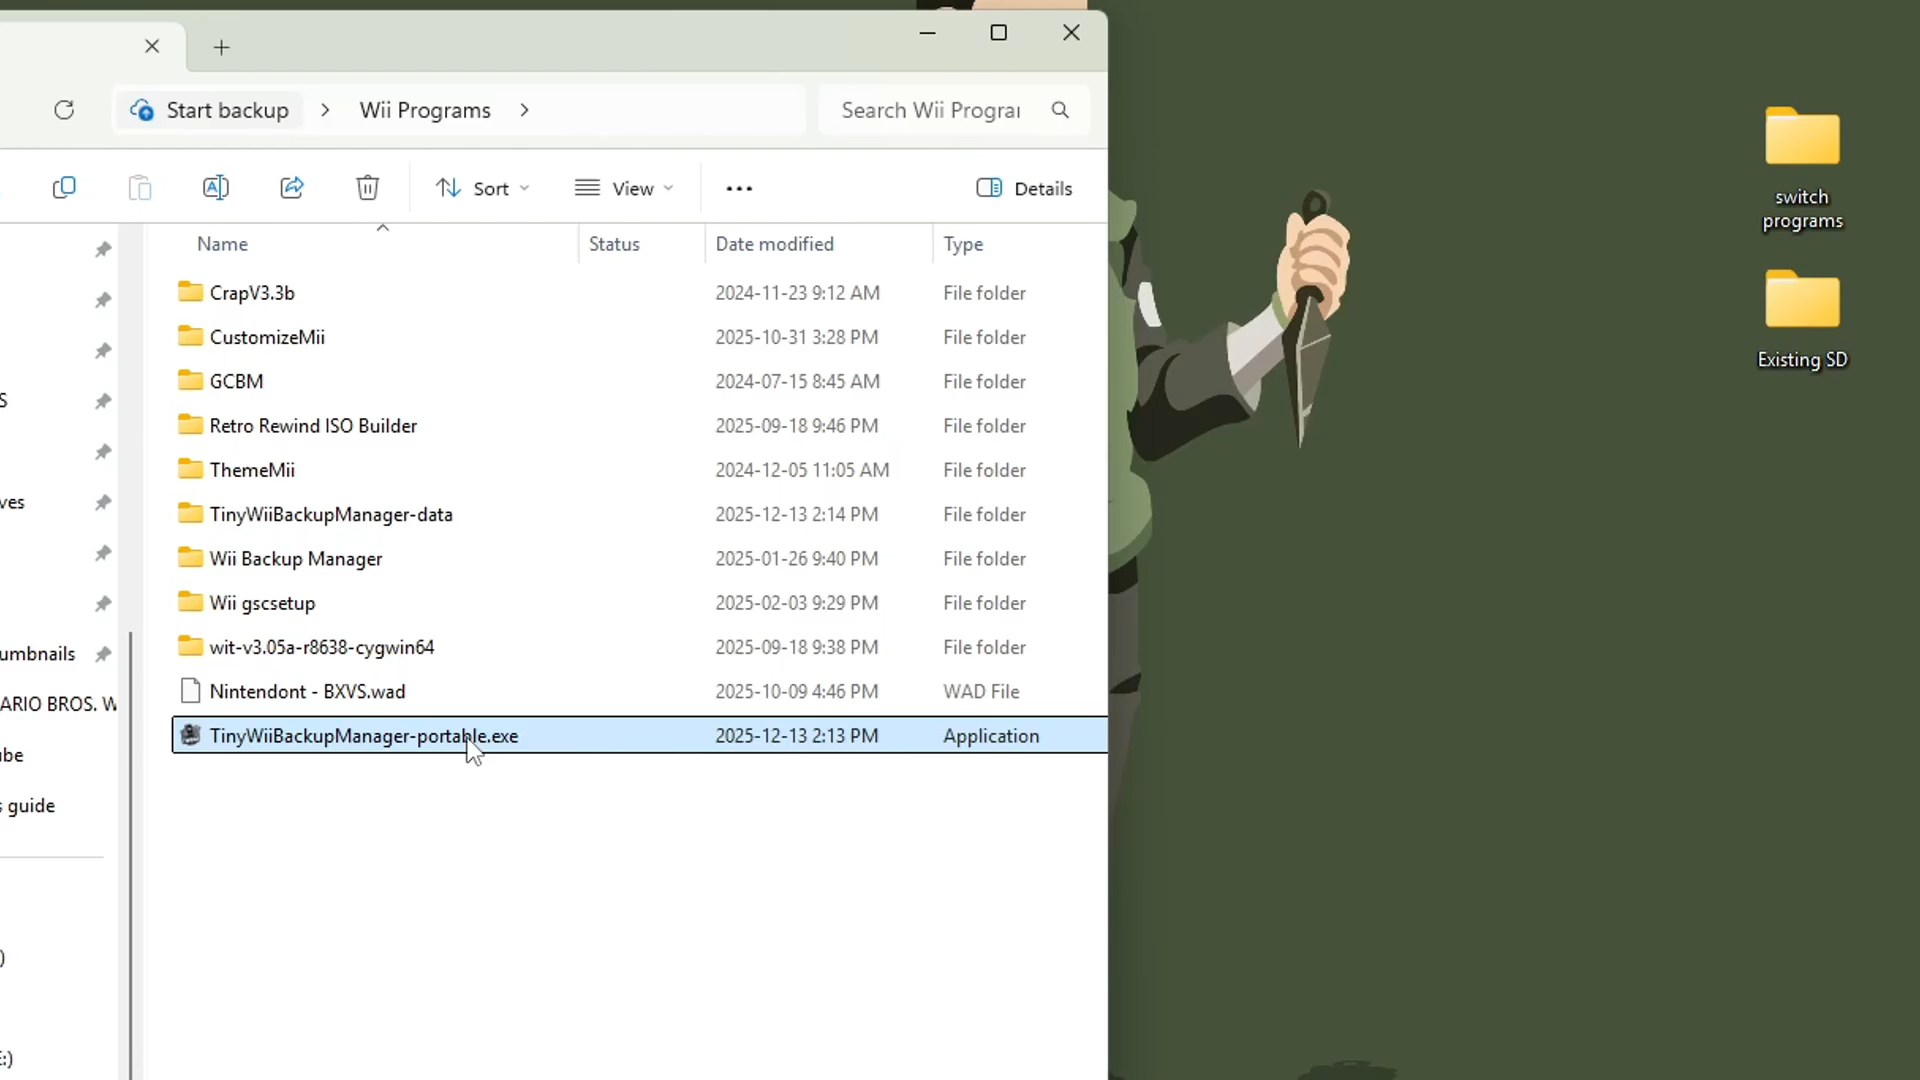 Start backup
Wii Programs
Search Wii Progra
Sort
View
Details
Name
Status
Date modified
Type
CrapV3.3b
2024-11-23 9:12 AM
File folder
CustomizeMii
2025-10-31 3:28 PM
File folder
GCBM
2024-07-15 8:45 AM
File folder
Retro Rewind ISO Builder
2025-09-18 9:46 PM
File folder
ThemeMii
2024-12-05 11:05 AM
File folder
TinyWiiBackupManager-data
2025-12-13 2:14 PM
File folder
Wii Backup Manager
2025-01-26 9:40 PM
File folder
Wii gscsetup
2025-02-03 9:29 PM
File folder
wit-v3.05a-r8638-cygwin64
2025-09-18 9:38 PM
File folder
Nintendont - BXVS.wad
2025-10-09 4:46 PM
WAD File
TinyWiiBackupManager-portable.exe
2025-12-13 2:13 PM
Application
S
ves
umbnails
ARIO BROS. W
be
s guide
)
E:)
switch
programs
Existing SD